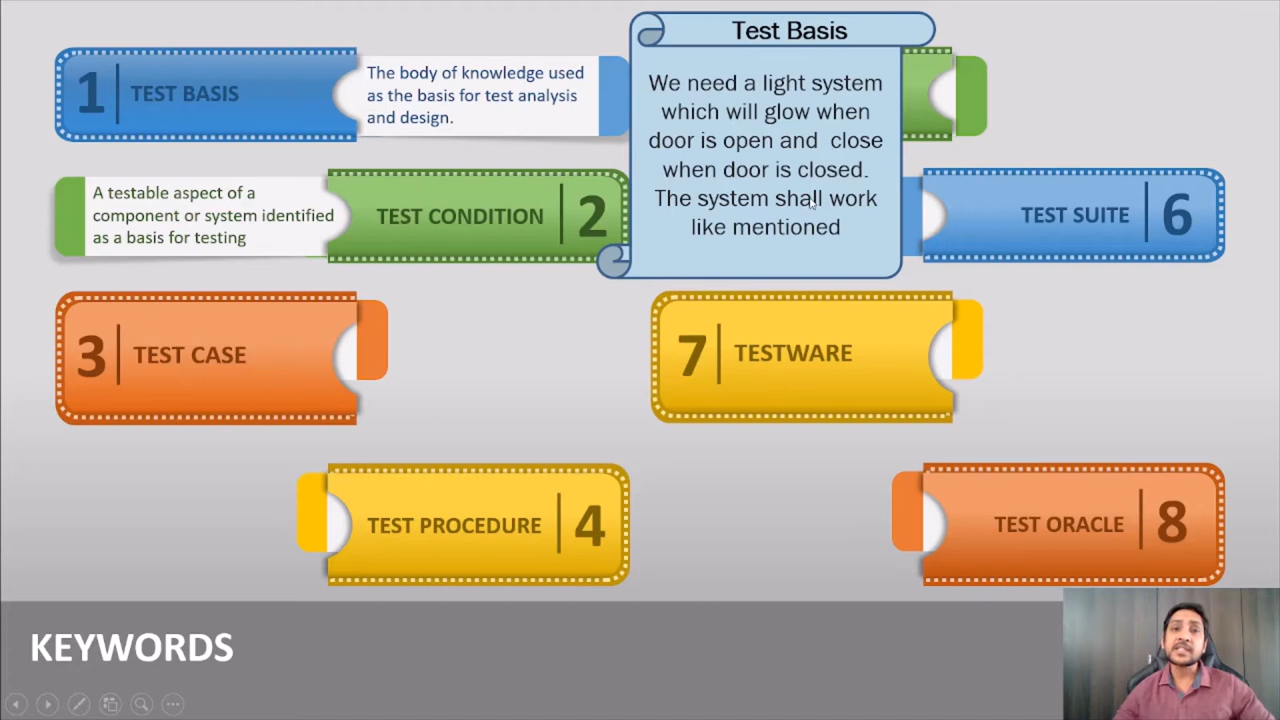 1
TEST BASIS
The body of knowledge used
as the basis for test analysis
and design.
A testable aspect of a
component or system identified
as a basis for testing
TEST CONDITION
2
3
TEST CASE
TEST PROCEDURE
4
Test Basis
We need a light system
which will glow when
door is open and close
when door is closed.
The system shall work
like mentioned
TEST SUITE
6
7
TESTWARE
TEST ORACLE
8
KEYWORDS